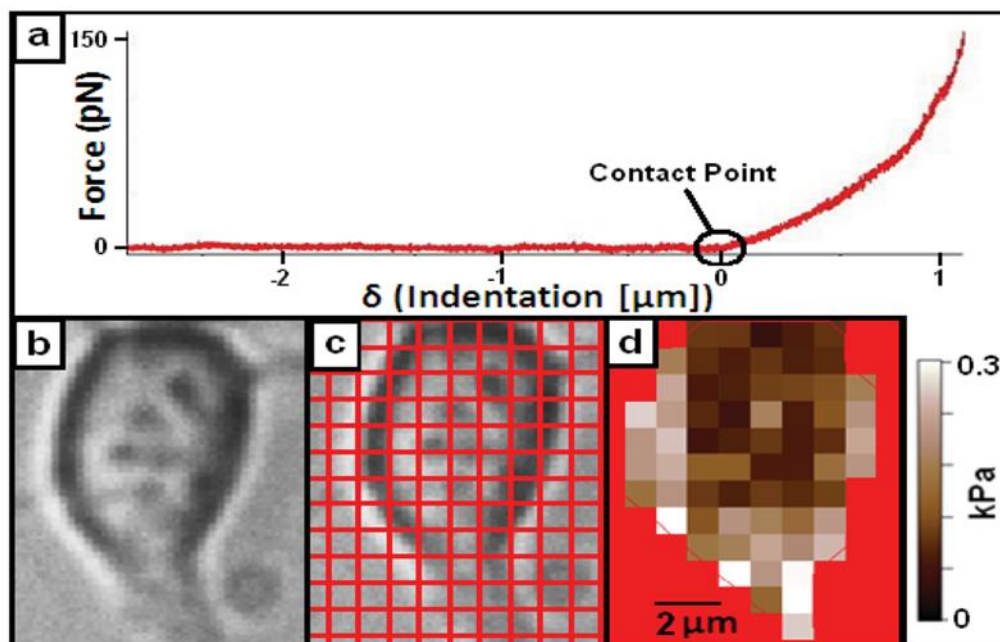 a
150
Force (pN)
Contact Point
0
-2
-1
0
1
δ (Indentation [μm])
b
c
d
0.3
kPa
0
2 μm